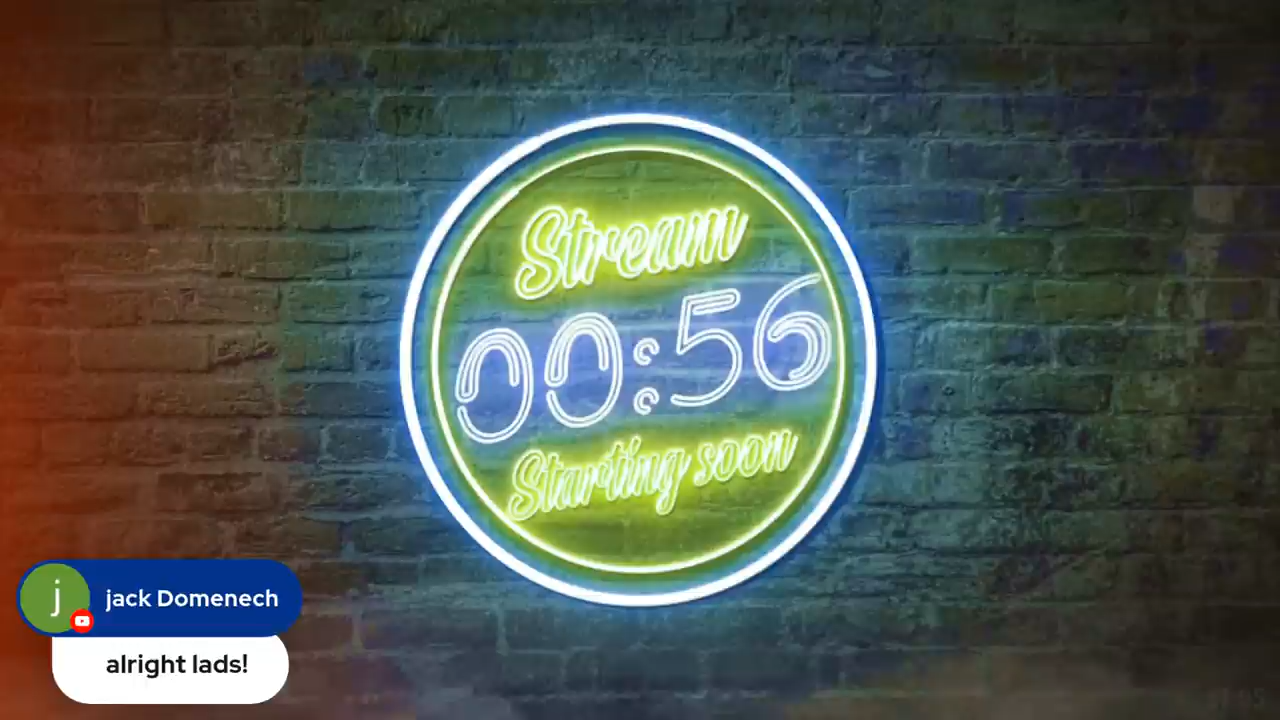 Stream
00:56
Starting soon
j
jack Domenech
alright lads!